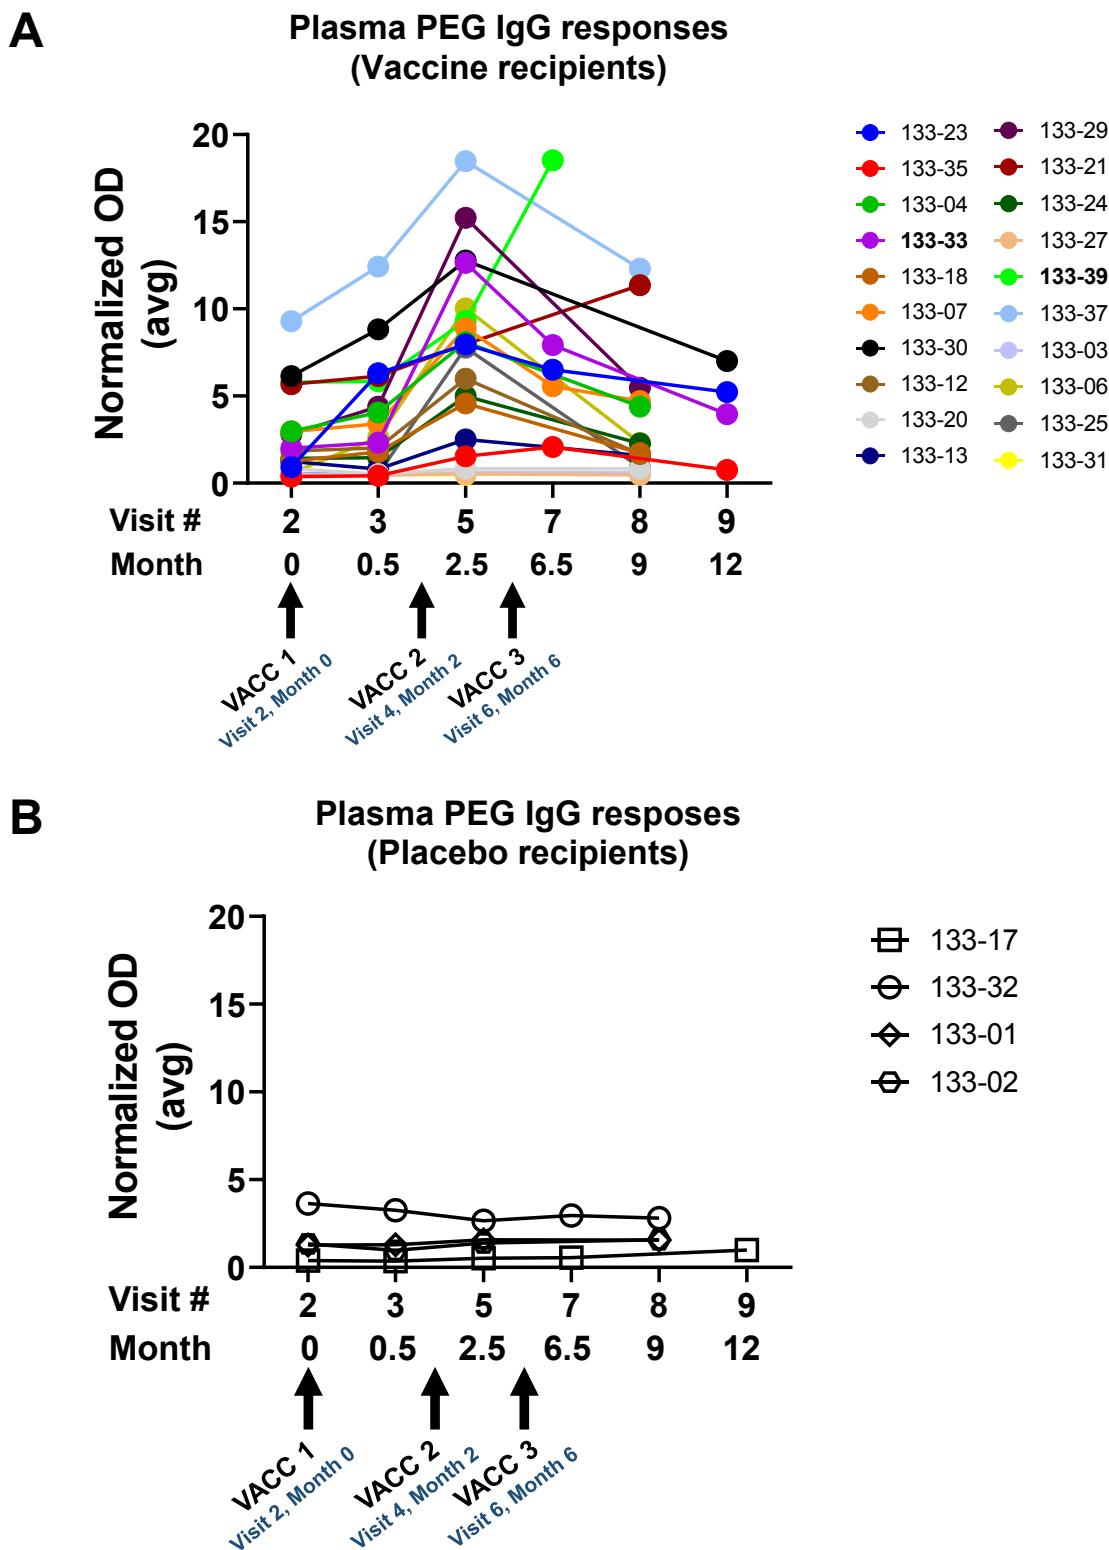 A
Plasma PEG IgG responses
(Vaccine recipients)
Normalized OD
(avg)
20
15
10
5
0
133-23
133-35
133-04
133-33
133-18
133-07
133-30
133-12
133-20
133-13
133-29
133-21
133-24
133-27
133-39
133-37
133-03
133-06
133-25
133-31
Visit # 2 3 5 7 8 9
Month 0 0.5 2.5 6.5 9 12
VACC 1
Visit 2, Month 0
VACC 2
Visit 4, Month 2
VACC 3
Visit 6, Month 6
B
Plasma PEG IgG resposes
(Placebo recipients)
Normalized OD
(avg)
20
15
10
5
0
133-17
133-32
133-01
133-02
Visit # 2 3 5 7 8 9
Month 0 0.5 2.5 6.5 9 12
VACC 1
Visit 2, Month 0
VACC 2
Visit 4, Month 2
VACC 3
Visit 6, Month 6